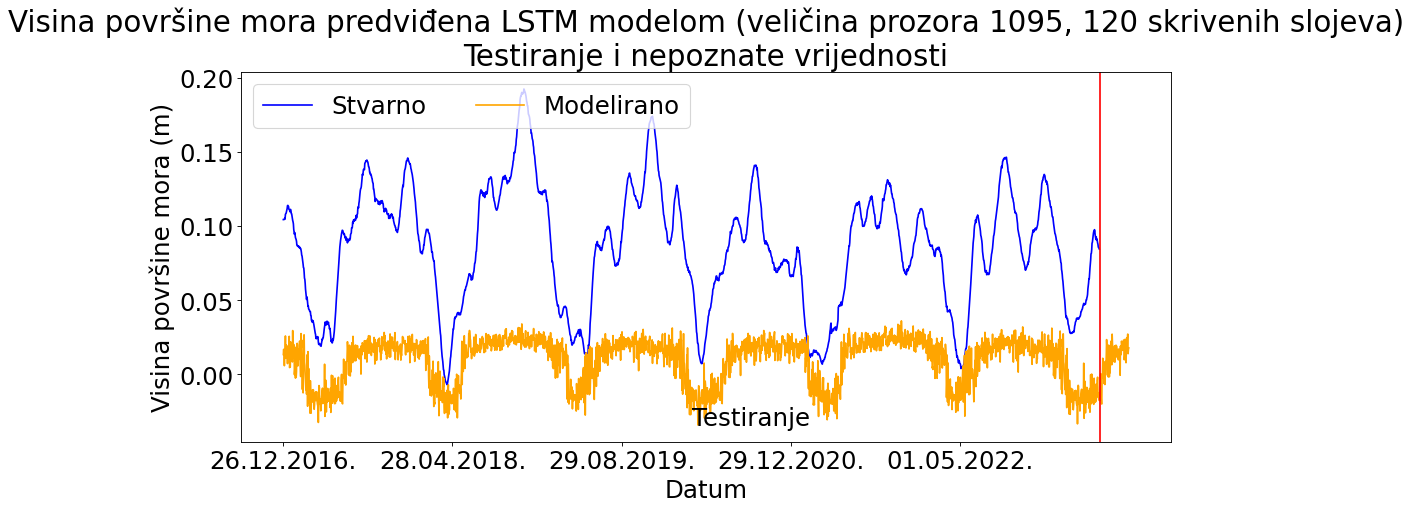 Visina površine mora predviđena LSTM modelom (veličina prozora 1095, 120 skrivenih slojeva)
Testiranje i nepoznate vrijednosti
Stvarno Modelirano
Visina površine mora (m)
0.20
0.15
0.10
0.05
0.00
Testiranje
26.12.2016. 28.04.2018. 29.08.2019. 29.12.2020. 01.05.2022.
Datum